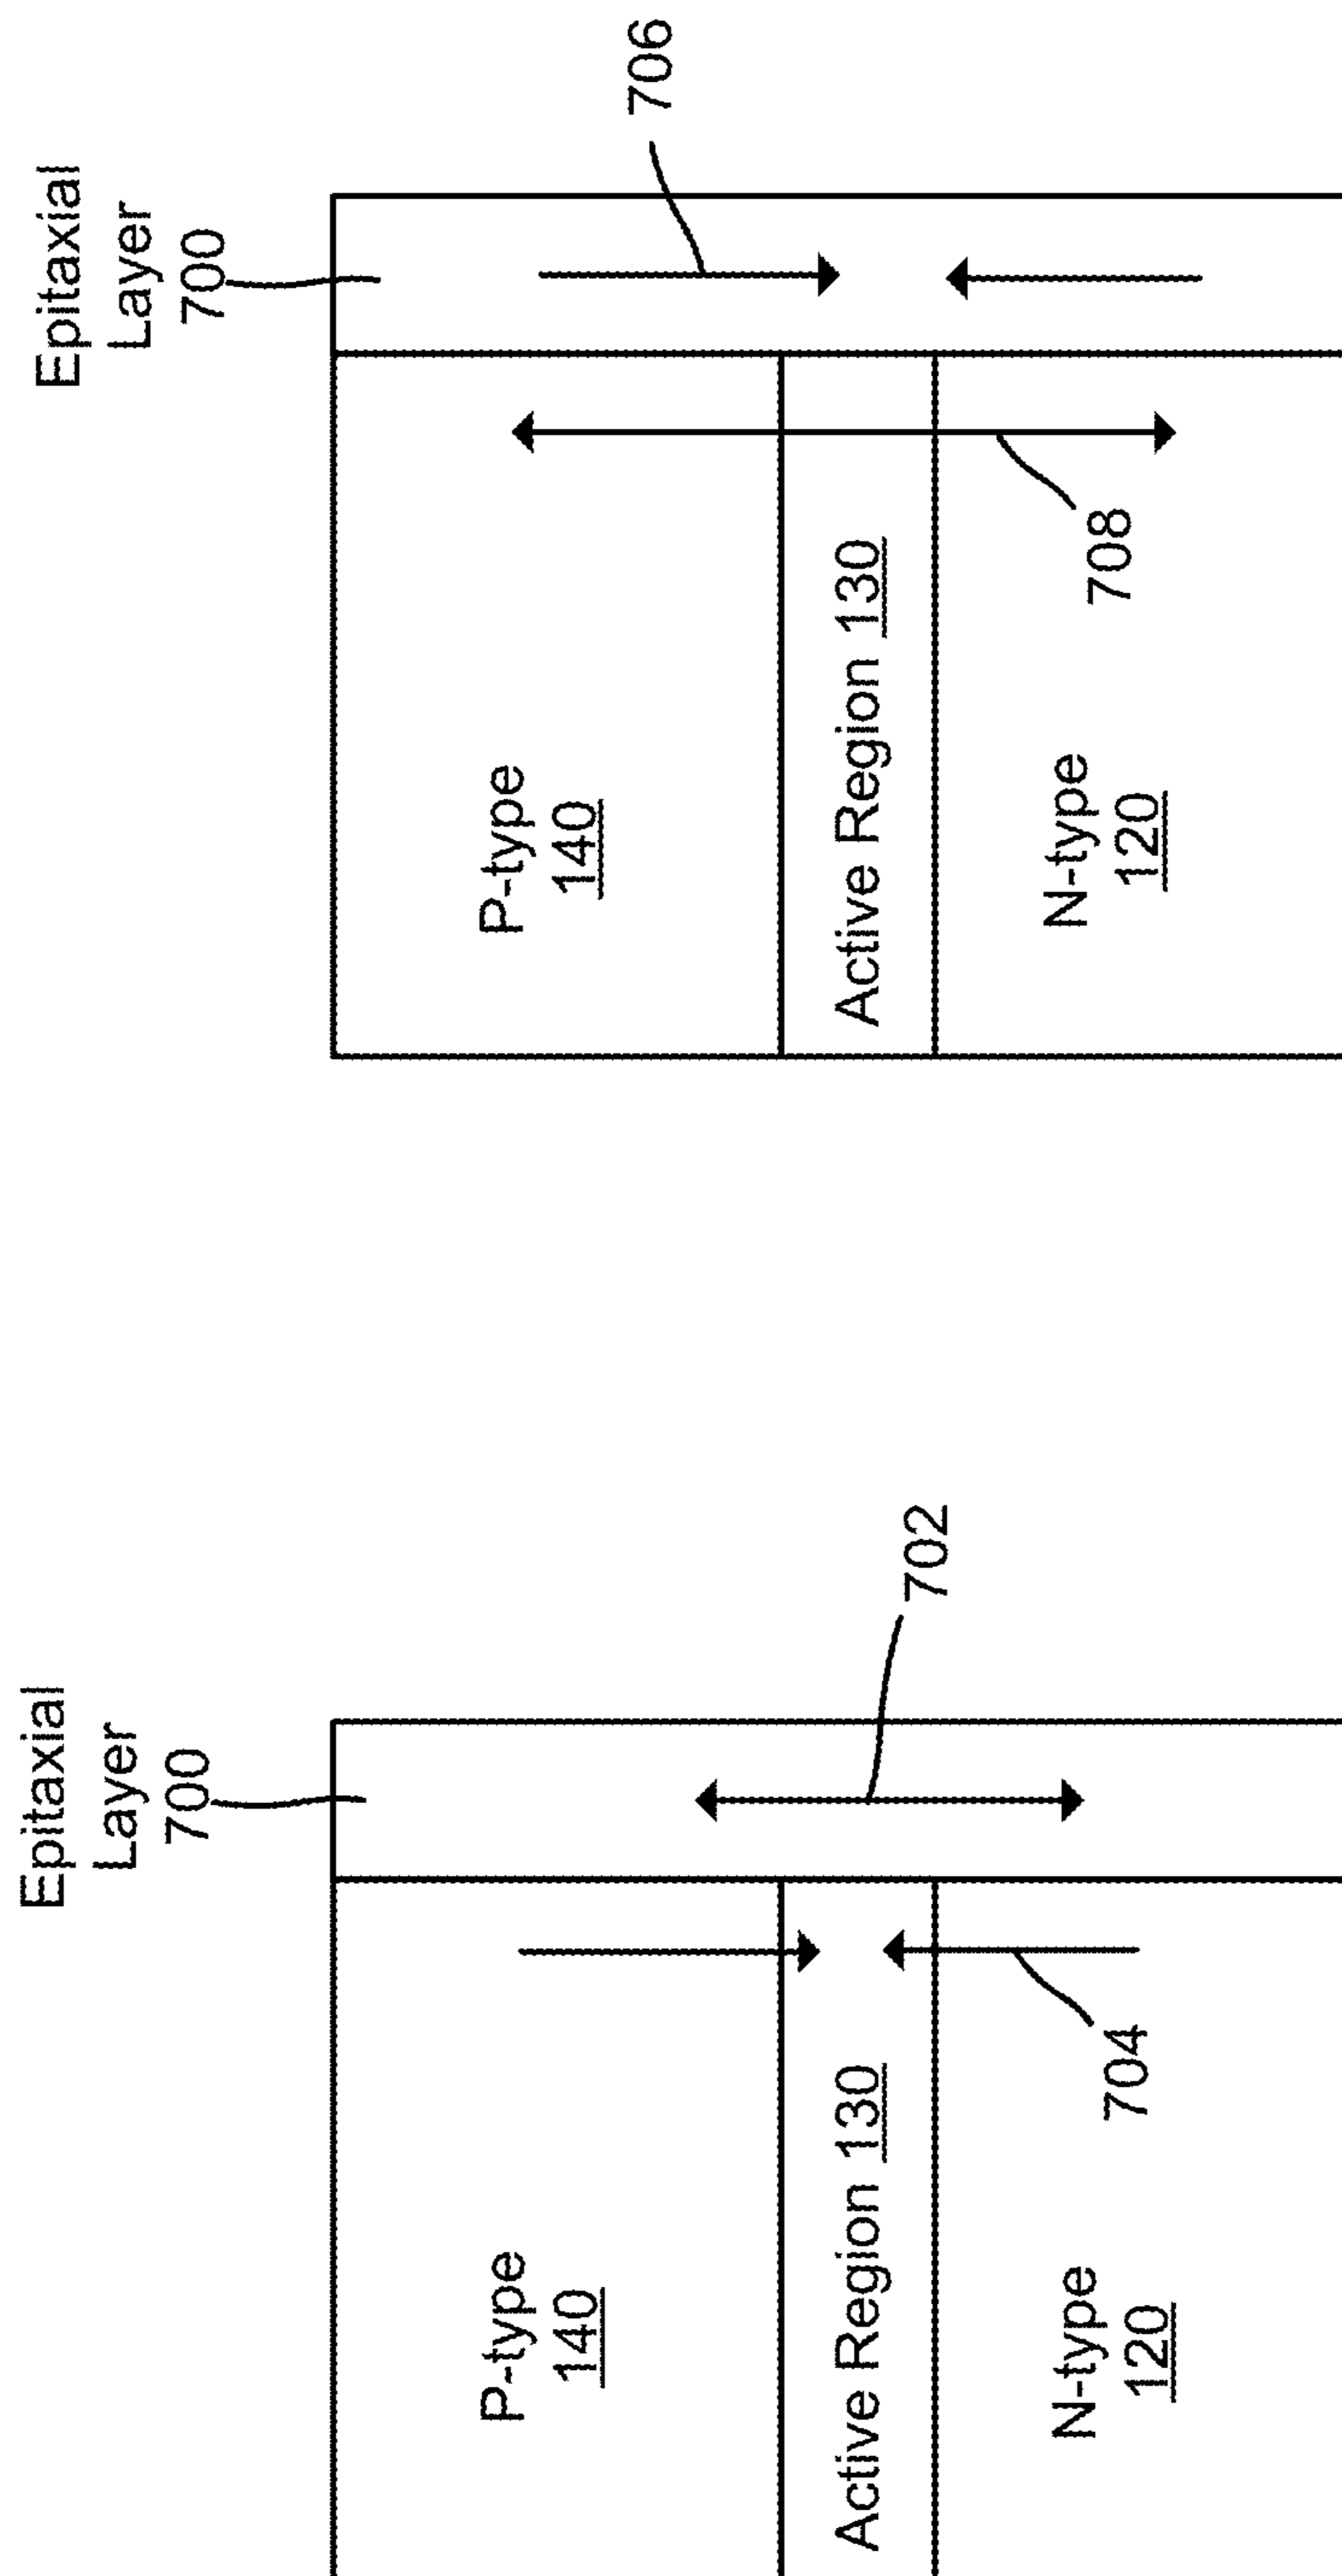 Epitaxial
Layer
700
P-type
140
Active Region 130
702
N-type
120
704
Epitaxial
Layer
700
P-type
140
706
Active Region 130
N-type
120
708